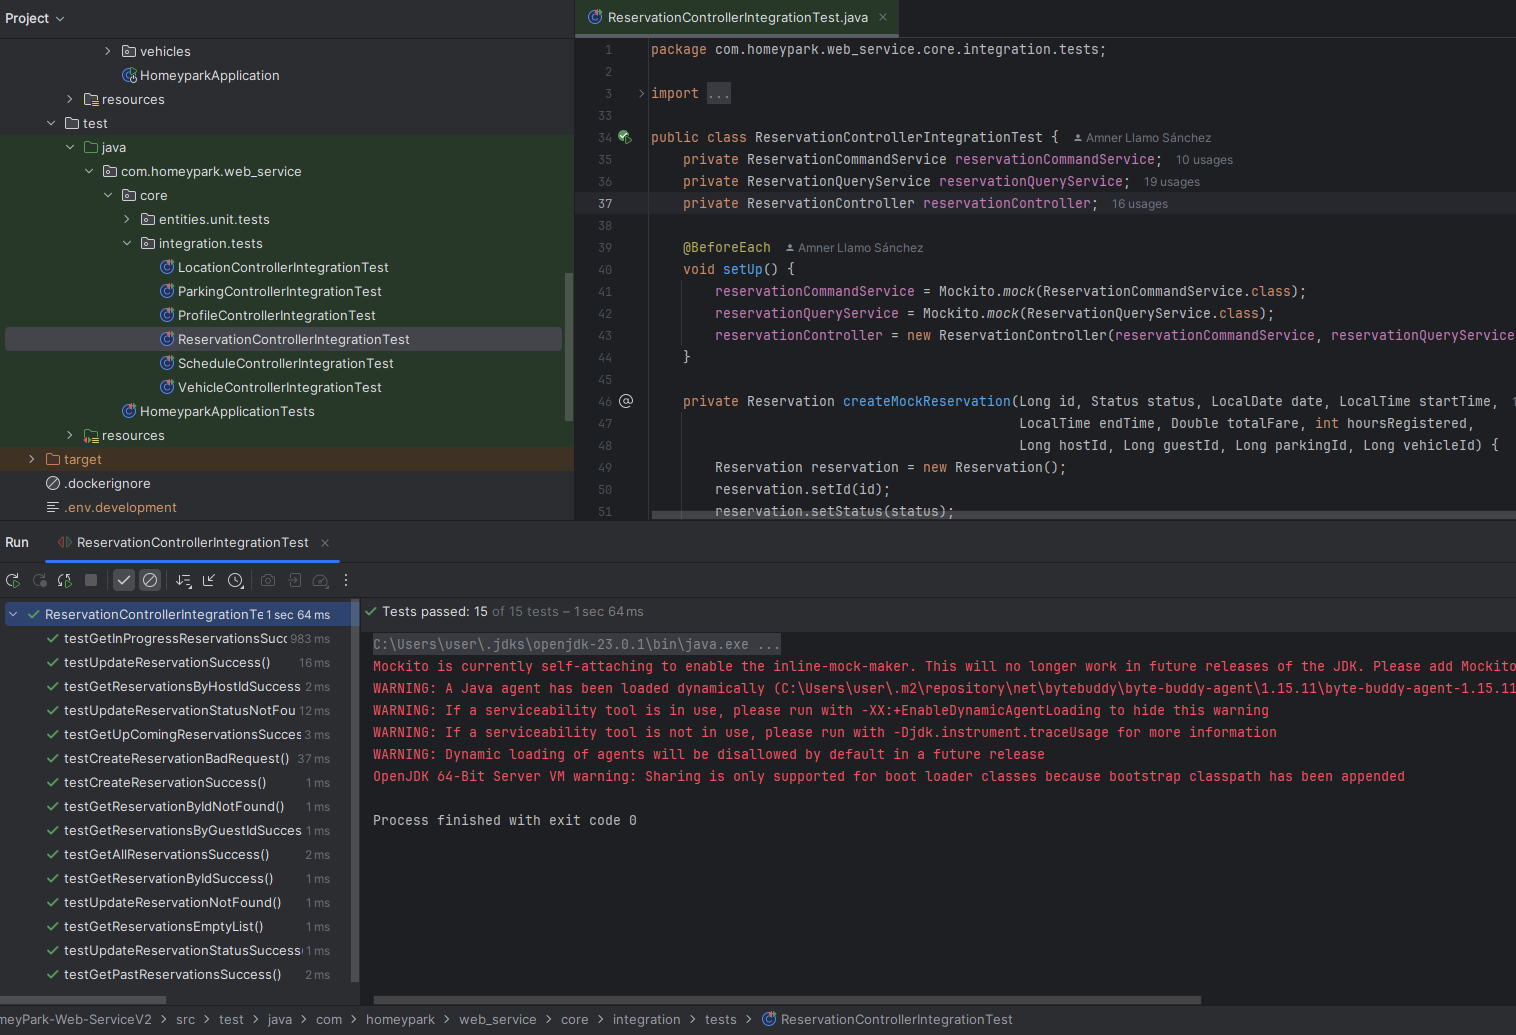 Project
vehicles
HomeyparkApplication
resources
test
java
com.homeypark.web_service
core
entities.unit.tests
integration.tests
LocationControllerIntegrationTest
ParkingControllerIntegrationTest
ProfileControllerIntegrationTest
ReservationControllerIntegrationTest
ScheduleControllerIntegrationTest
VehicleControllerIntegrationTest
HomeyparkApplicationTests
resources
target
.dockerignore
.env.development
ReservationControllerIntegrationTest.java
1 package com.homeypark.web_service.core.integration.tests;
2
3 import ...
33
34 public class ReservationControllerIntegrationTest { Amner Llamo Sánchez
35 private ReservationCommandService reservationCommandService; 10 usages
36 private ReservationQueryService reservationQueryService; 19 usages
37 private ReservationController reservationController; 16 usages
38
39 @BeforeEach Amner Llamo Sánchez
40 void setUp() {
41 reservationCommandService = Mockito.mock(ReservationCommandService.class);
42 reservationQueryService = Mockito.mock(ReservationQueryService.class);
43 reservationController = new ReservationController(reservationCommandService, reservationQueryService
44 }
45
46 @ private Reservation createMockReservation(Long id, Status status, LocalDate date, LocalTime startTime,
47 LocalTime endTime, Double totalFare, int hoursRegistered,
48 Long hostId, Long guestId, Long parkingId, Long vehicleId) {
49 Reservation reservation = new Reservation();
50 reservation.setId(id);
51 reservation.setStatus(status);
Run ReservationControllerIntegrationTest
ReservationControllerIntegrationTe 1 sec 64 ms
testGetInProgressReservationsSucc 983 ms
testUpdateReservationSuccess() 16 ms
testGetReservationsByHostIdSuccess 2 ms
testUpdateReservationStatusNotFou 12 ms
testGetUpComingReservationsSucces 3 ms
testCreateReservationBadRequest() 37 ms
testCreateReservationSuccess() 1 ms
testGetReservationByIdNotFound() 1 ms
testGetReservationsByGuestIdSucces 1 ms
testGetAllReservationsSuccess() 2 ms
testGetReservationByIdSuccess() 1 ms
testUpdateReservationNotFound() 1 ms
testGetReservationsEmptyList() 1 ms
testUpdateReservationStatusSuccess( 1 ms
testGetPastReservationsSuccess() 2 ms
Tests passed: 15 of 15 tests – 1 sec 64 ms
C:\Users\user\.jdks\openjdk-23.0.1\bin\java.exe ...
Mockito is currently self-attaching to enable the inline-mock-maker. This will no longer work in future releases of the JDK. Please add Mockito
WARNING: A Java agent has been loaded dynamically (C:\Users\user\.m2\repository\net\bytebuddy\byte-buddy-agent\1.15.11\byte-buddy-agent-1.15.11
WARNING: If a serviceability tool is in use, please run with -XX:+EnableDynamicAgentLoading to hide this warning
WARNING: If a serviceability tool is not in use, please run with -Djdk.instrument.traceUsage for more information
WARNING: Dynamic loading of agents will be disallowed by default in a future release
OpenJDK 64-Bit Server VM warning: Sharing is only supported for boot loader classes because bootstrap classpath has been appended
Process finished with exit code 0
meyPark-Web-ServiceV2 > src > test > java > com > homeypark > web_service > core > integration > tests > ReservationControllerIntegrationTest